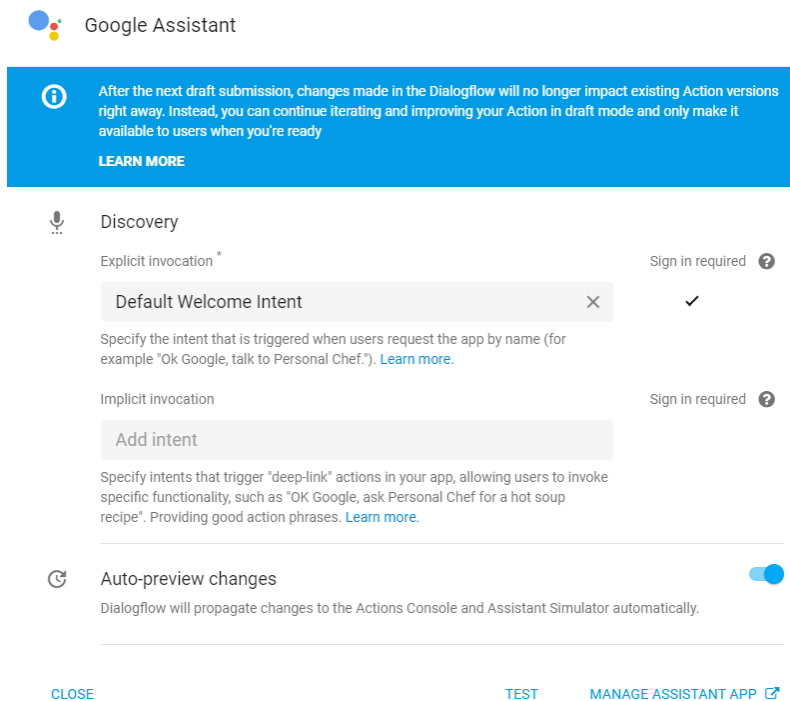 Google Assistant
After the next draft submission, changes made in the Dialogflow will no longer impact existing Action versions
right away. Instead, you can continue iterating and improving your Action in draft mode and only make it
available to users when you're ready
LEARN MORE
Discovery
Explicit invocation *
Sign in required
Default Welcome Intent
Specify the intent that is triggered when users request the app by name (for
example "Ok Google, talk to Personal Chef."). Learn more.
Implicit invocation
Sign in required
Add intent
Specify intents that trigger "deep-link" actions in your app, allowing users to invoke
specific functionality, such as "OK Google, ask Personal Chef for a hot soup
recipe". Providing good action phrases. Learn more.
Auto-preview changes
Dialogflow will propagate changes to the Actions Console and Assistant Simulator automatically.
CLOSE
TEST
MANAGE ASSISTANT APP